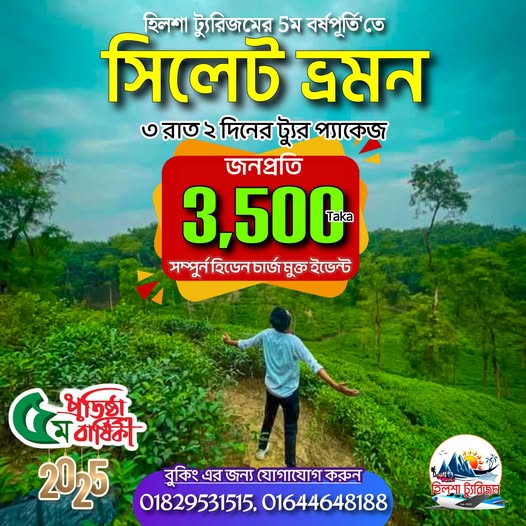 হিলশা ট্যুরিজমের 5ম বর্ষপূর্তি'তে
সিলেট ভ্রমন
৩ রাত ২ দিনের ট্যুর প্যাকেজ
জনপ্রতি
3,500 Taka
সম্পুর্ন হিডেন চার্জ মুক্ত ইভেন্ট
৫ম প্রতিষ্ঠা
বার্ষিকী
2025
বুকিং এর জন্য যোগাযোগ করুন
01829531515, 01644648188
হিলশা ট্যুরিজম